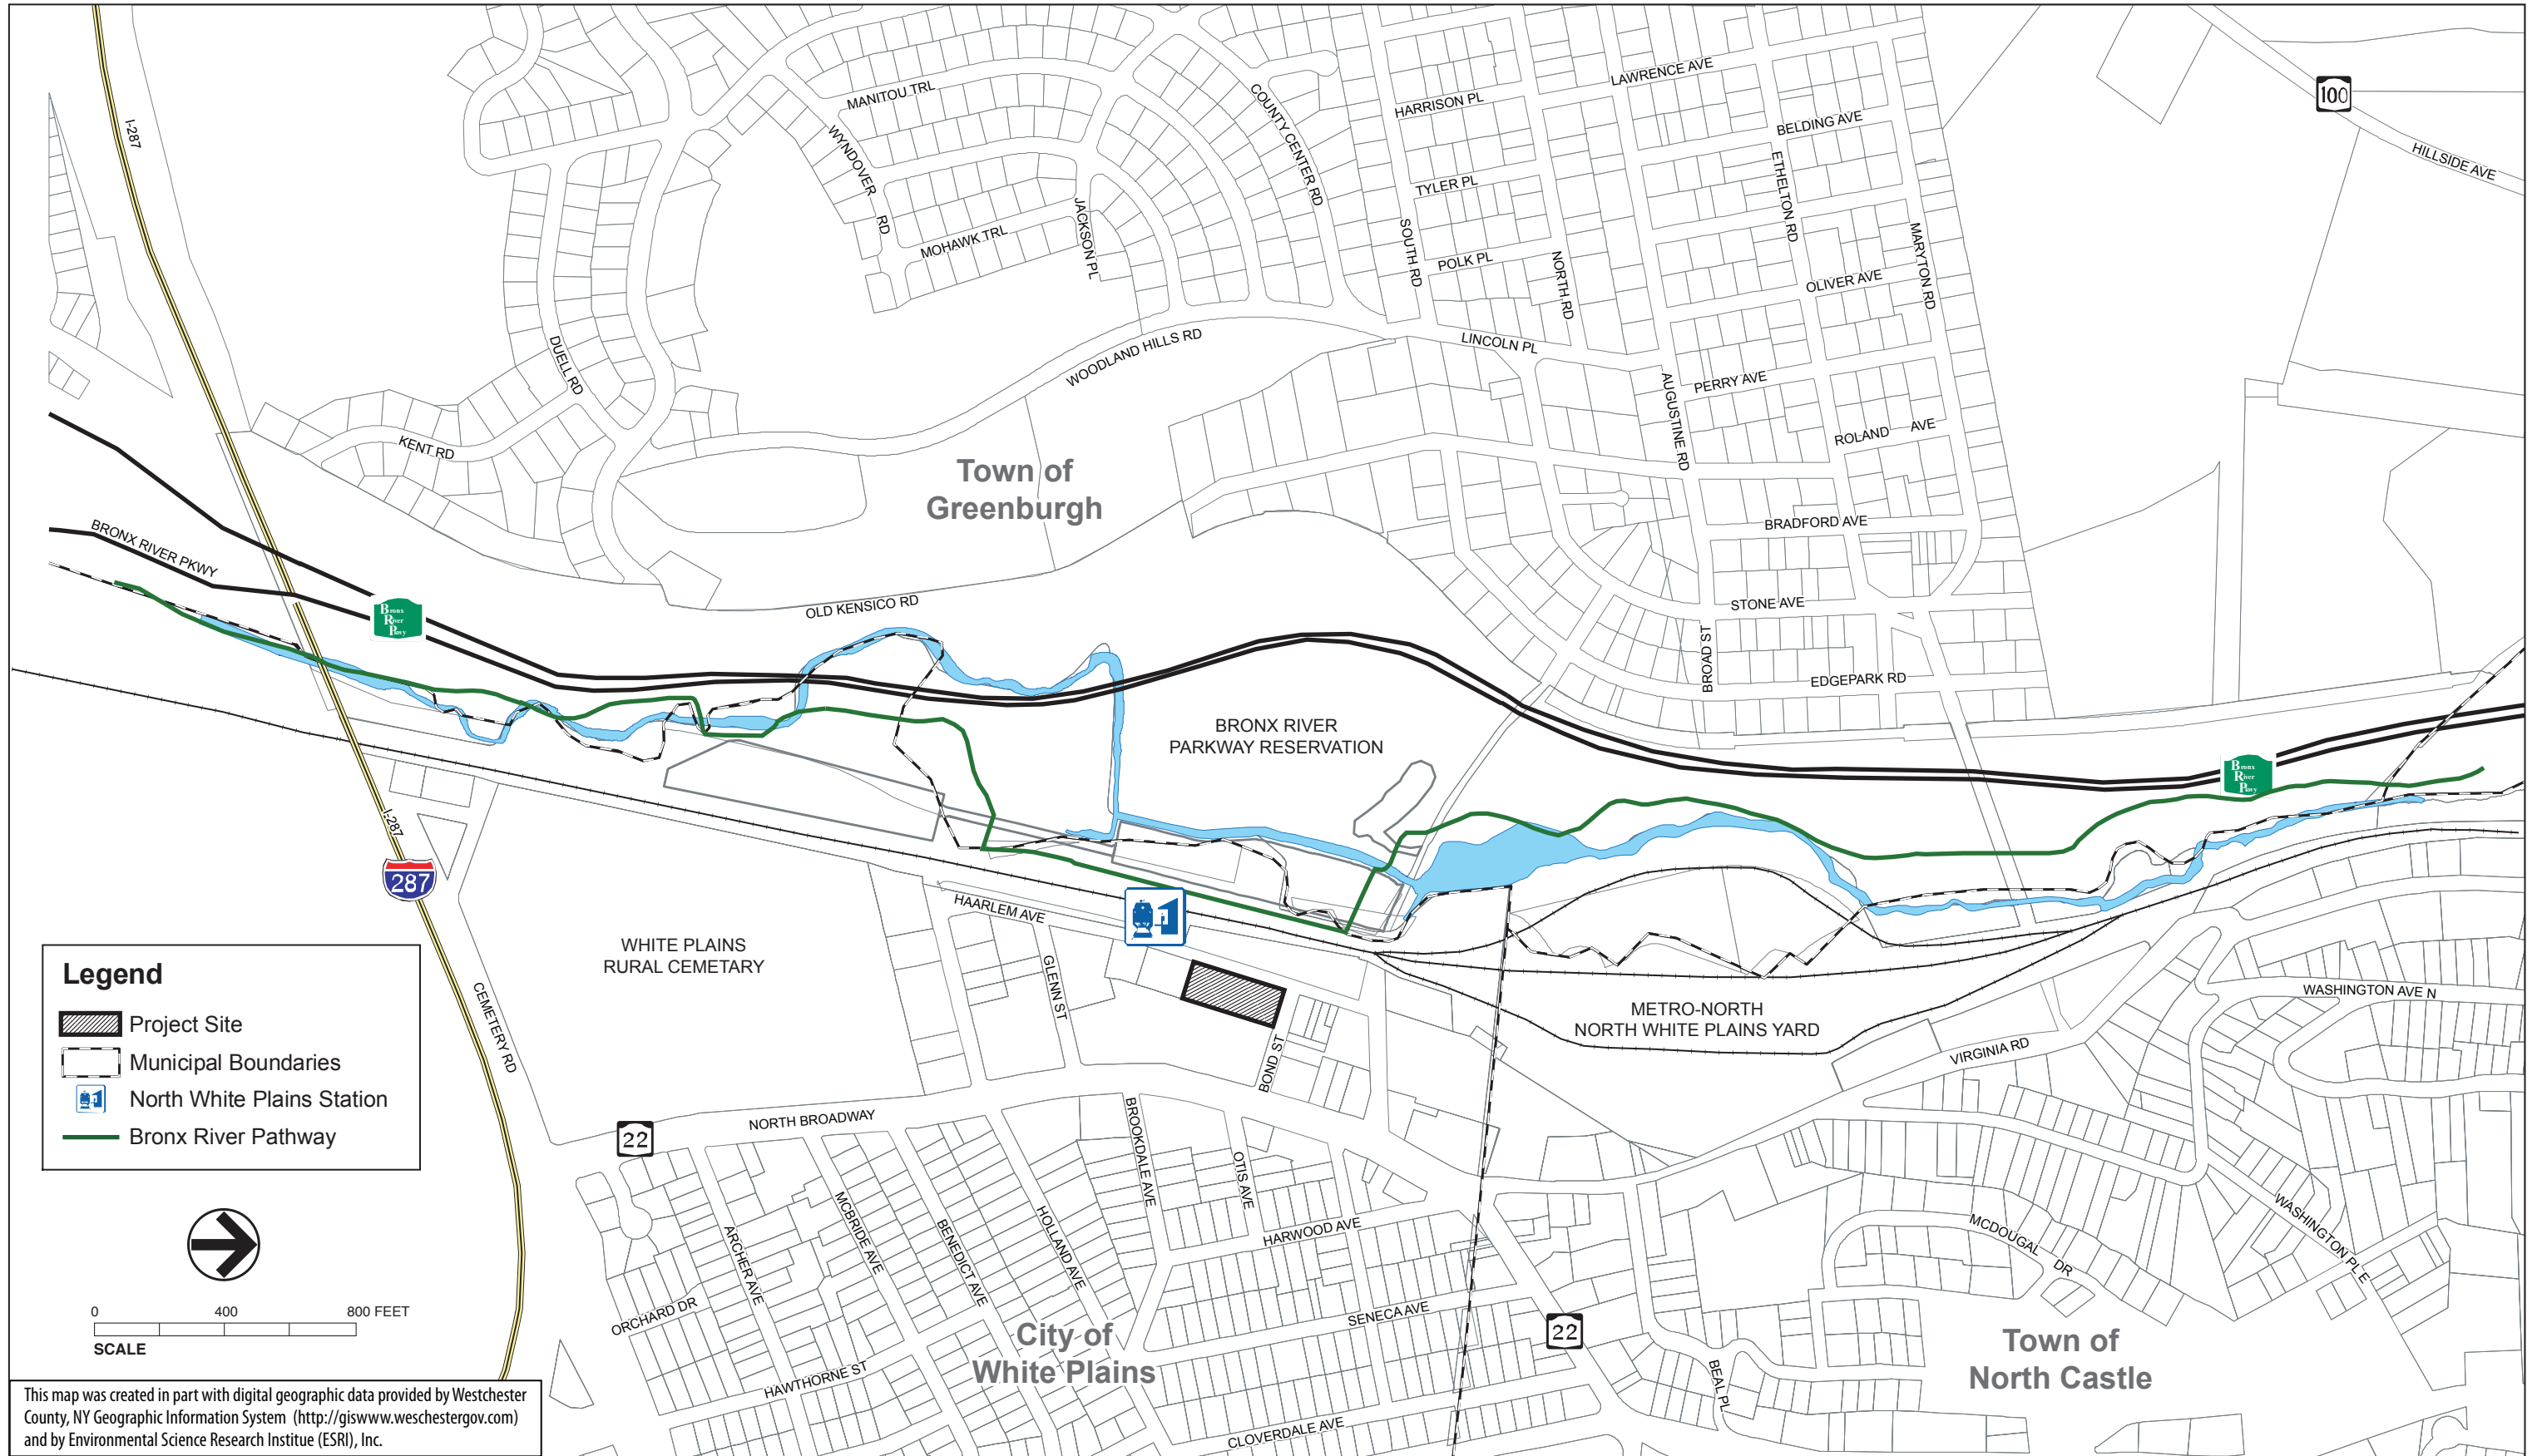 I-287
MANITOU TRL
WYNDOVER RD
MOHAWK TRL
JACKSON PL
COUNTY CENTER RD
HARRISON PL
LAWRENCE AVE
BELDING AVE
TYLER PL
SOUTH RD
POLK PL
NORTH RD
ETHELTON RD
MARYTON RD
OLIVER AVE
100
HILLSIDE AVE
DUELL RD
WOODLAND HILLS RD
LINCOLN PL
AUGUSTINE RD
PERRY AVE
ROLAND AVE
KENT RD
Town of
Greenburgh
BRADFORD AVE
BRONX RIVER PKWY
Bronx
River
Pkwy
OLD KENSICO RD
STONE AVE
BROAD ST
EDGEPARK RD
BRONX RIVER
PARKWAY RESERVATION
Bronx
River
Pkwy
I-287
287
HAARLEM AVE
WHITE PLAINS
RURAL CEMETARY
GLENN ST
CEMETERY RD
BOND ST
METRO-NORTH
NORTH WHITE PLAINS YARD
WASHINGTON AVE N
VIRGINIA RD
Legend
Project Site
Municipal Boundaries
North White Plains Station
Bronx River Pathway
22
NORTH BROADWAY
BROOKDALE AVE
OTIS AVE
ARCHER AVE
MCBRIDE AVE
BENEDICT AVE
HOLLAND AVE
HARWOOD AVE
MCDOUGAL DR
WASHINGTON PL E
0 400 800 FEET
SCALE
ORCHARD DR
SENECA AVE
22
City of
White Plains
Town of
North Castle
HAWTHORNE ST
BEAL PL
CLOVERDALE AVE
This map was created in part with digital geographic data provided by Westchester
County, NY Geographic Information System (http://giswww.weschestergov.com)
and by Environmental Science Research Institue (ESRI), Inc.